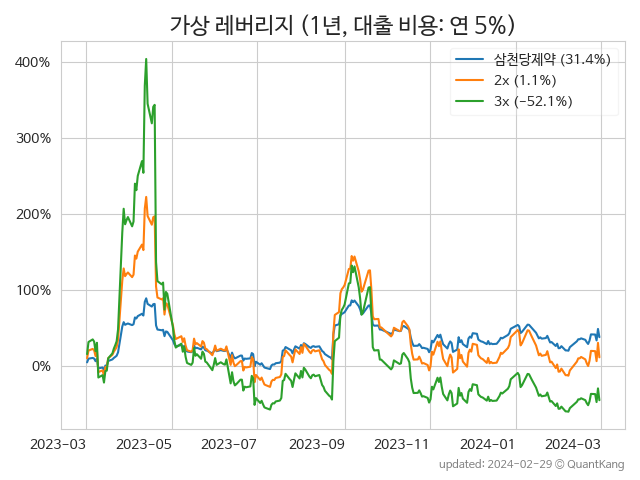 가상 레버리지 (1년, 대출 비용: 연 5%)
삼천당제약 (31.4%)
2x (1.1%)
3x (−52.1%)
400%
300%
200%
100%
0%
2023-03 2023-05 2023-07 2023-09 2023-11 2024-01 2024-03
updated: 2024-02-29 © QuantKang